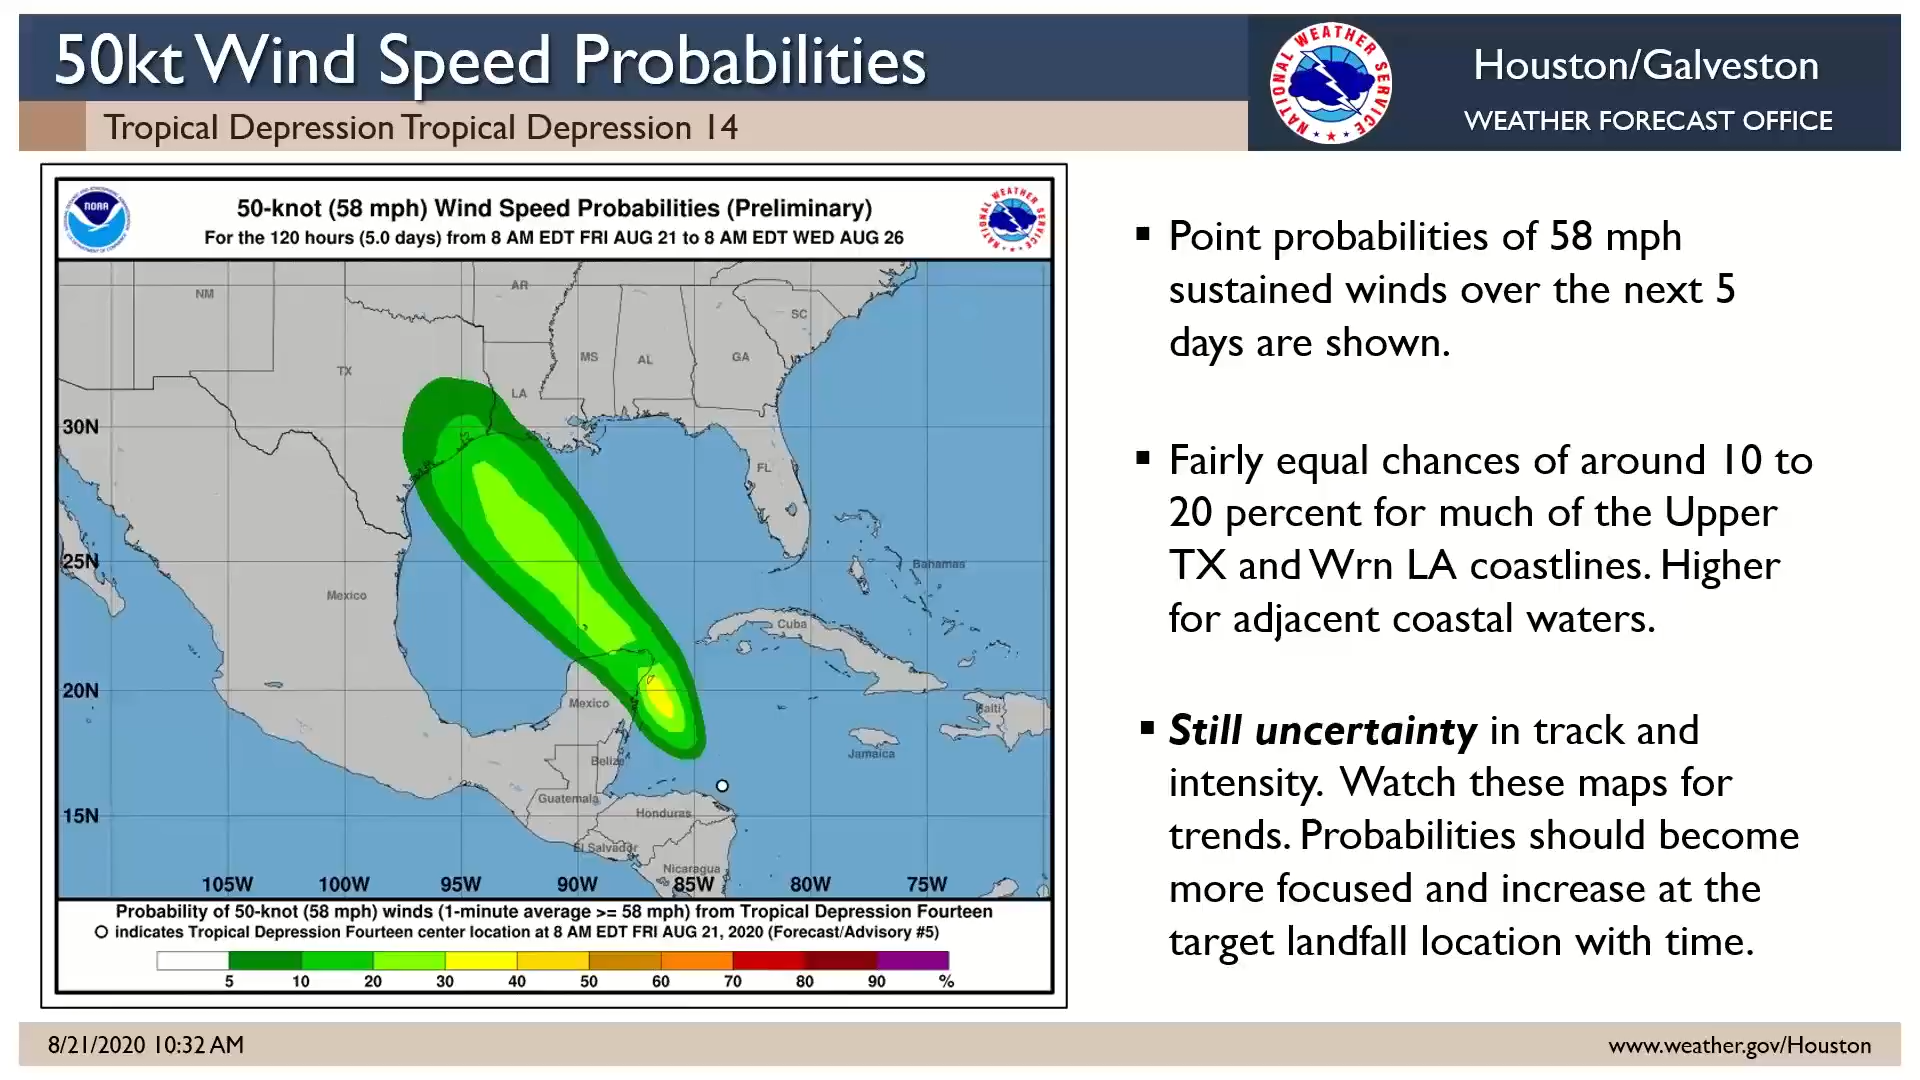 50kt Wind Speed Probabilities
Tropical Depression Tropical Depression 14
NATIONAL WEATHER SERVICE
Houston/Galveston
WEATHER FORECAST OFFICE
NOAA
50-knot (58 mph) Wind Speed Probabilities (Preliminary)
For the 120 hours (5.0 days) from 8 AM EDT FRI AUG 21 to 8 AM EDT WED AUG 26
NATIONAL WEATHER SERVICE
NM
AR
SC
MS
AL
GA
TX
LA
30N
FL
25N
Bahamas
Mexico
Cuba
20N
Mexico
Haiti
Jamaica
Belize
Guatemala
Honduras
15N
El Salvador
Nicaragua
105W 100W 95W 90W 85W 80W 75W
Probability of 50-knot (58 mph) winds (1-minute average >= 58 mph) from Tropical Depression Fourteen
indicates Tropical Depression Fourteen center location at 8 AM EDT FRI AUG 21, 2020 (Forecast/Advisory #5)
5 10 20 30 40 50 60 70 80 90 %
▪ Point probabilities of 58 mph
sustained winds over the next 5
days are shown.
▪ Fairly equal chances of around 10 to
20 percent for much of the Upper
TX and Wrn LA coastlines. Higher
for adjacent coastal waters.
▪ Still uncertainty in track and
intensity. Watch these maps for
trends. Probabilities should become
more focused and increase at the
target landfall location with time.
8/21/2020 10:32 AM
www.weather.gov/Houston